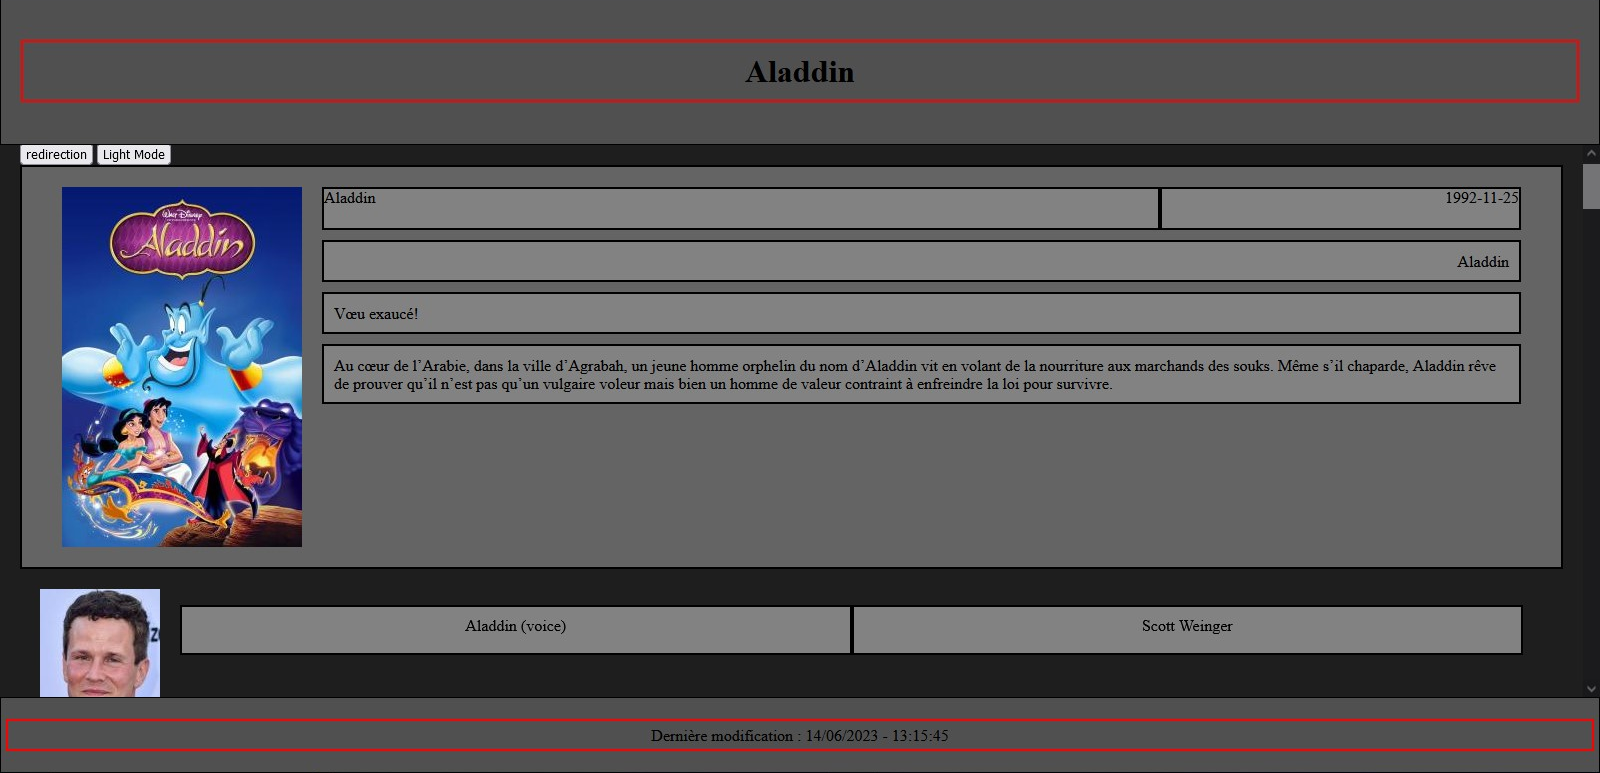 Aladdin
redirection Light Mode
Walt Disney
Aladdin
Aladdin 1992-11-25
Aladdin
Vœu exaucé!
Au cœur de l’Arabie, dans la ville d’Agrabah, un jeune homme orphelin du nom d’Aladdin vit en volant de la nourriture aux marchands des souks. Même s’il chaparde, Aladdin rêve
de prouver qu’il n’est pas qu’un vulgaire voleur mais bien un homme de valeur contraint à enfreindre la loi pour survivre.
Aladdin (voice) Scott Weinger
Dernière modification : 14/06/2023 - 13:15:45